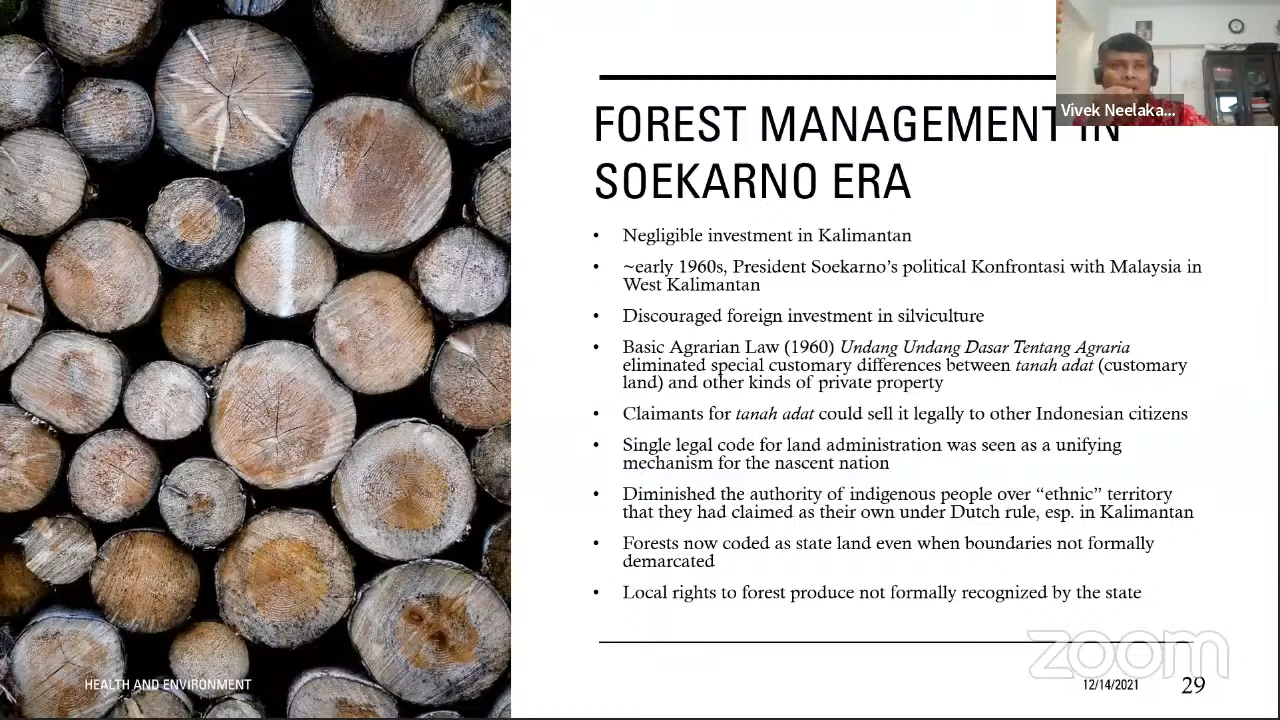 Vivek Neelaka...
FOREST MANAGEMENT IN
SOEKARNO ERA
• Negligible investment in Kalimantan
• ~early 1960s, President Soekarno’s political Konfrontasi with Malaysia in
West Kalimantan
• Discouraged foreign investment in silviculture
• Basic Agrarian Law (1960) Undang Undang Dasar Tentang Agraria
eliminated special customary differences between tanah adat (customary
land) and other kinds of private property
• Claimants for tanah adat could sell it legally to other Indonesian citizens
• Single legal code for land administration was seen as a unifying
mechanism for the nascent nation
• Diminished the authority of indigenous people over “ethnic” territory
that they had claimed as their own under Dutch rule, esp. in Kalimantan
• Forests now coded as state land even when boundaries not formally
demarcated
• Local rights to forest produce not formally recognized by the state
zoom
HEALTH AND ENVIRONMENT
12/14/2021
29